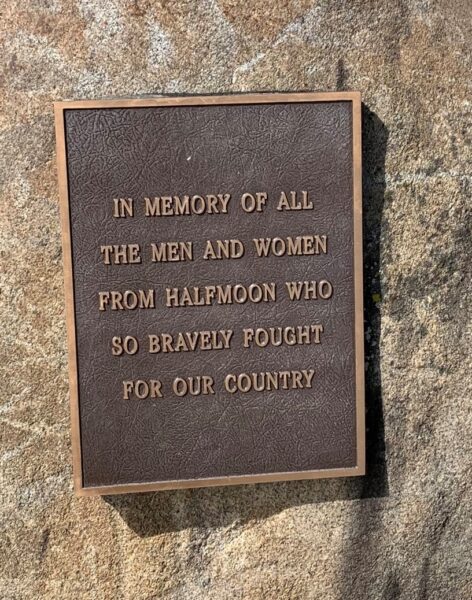 IN MEMORY OF ALL
THE MEN AND WOMEN
FROM HALFMOON WHO
SO BRAVELY FOUGHT
FOR OUR COUNTRY